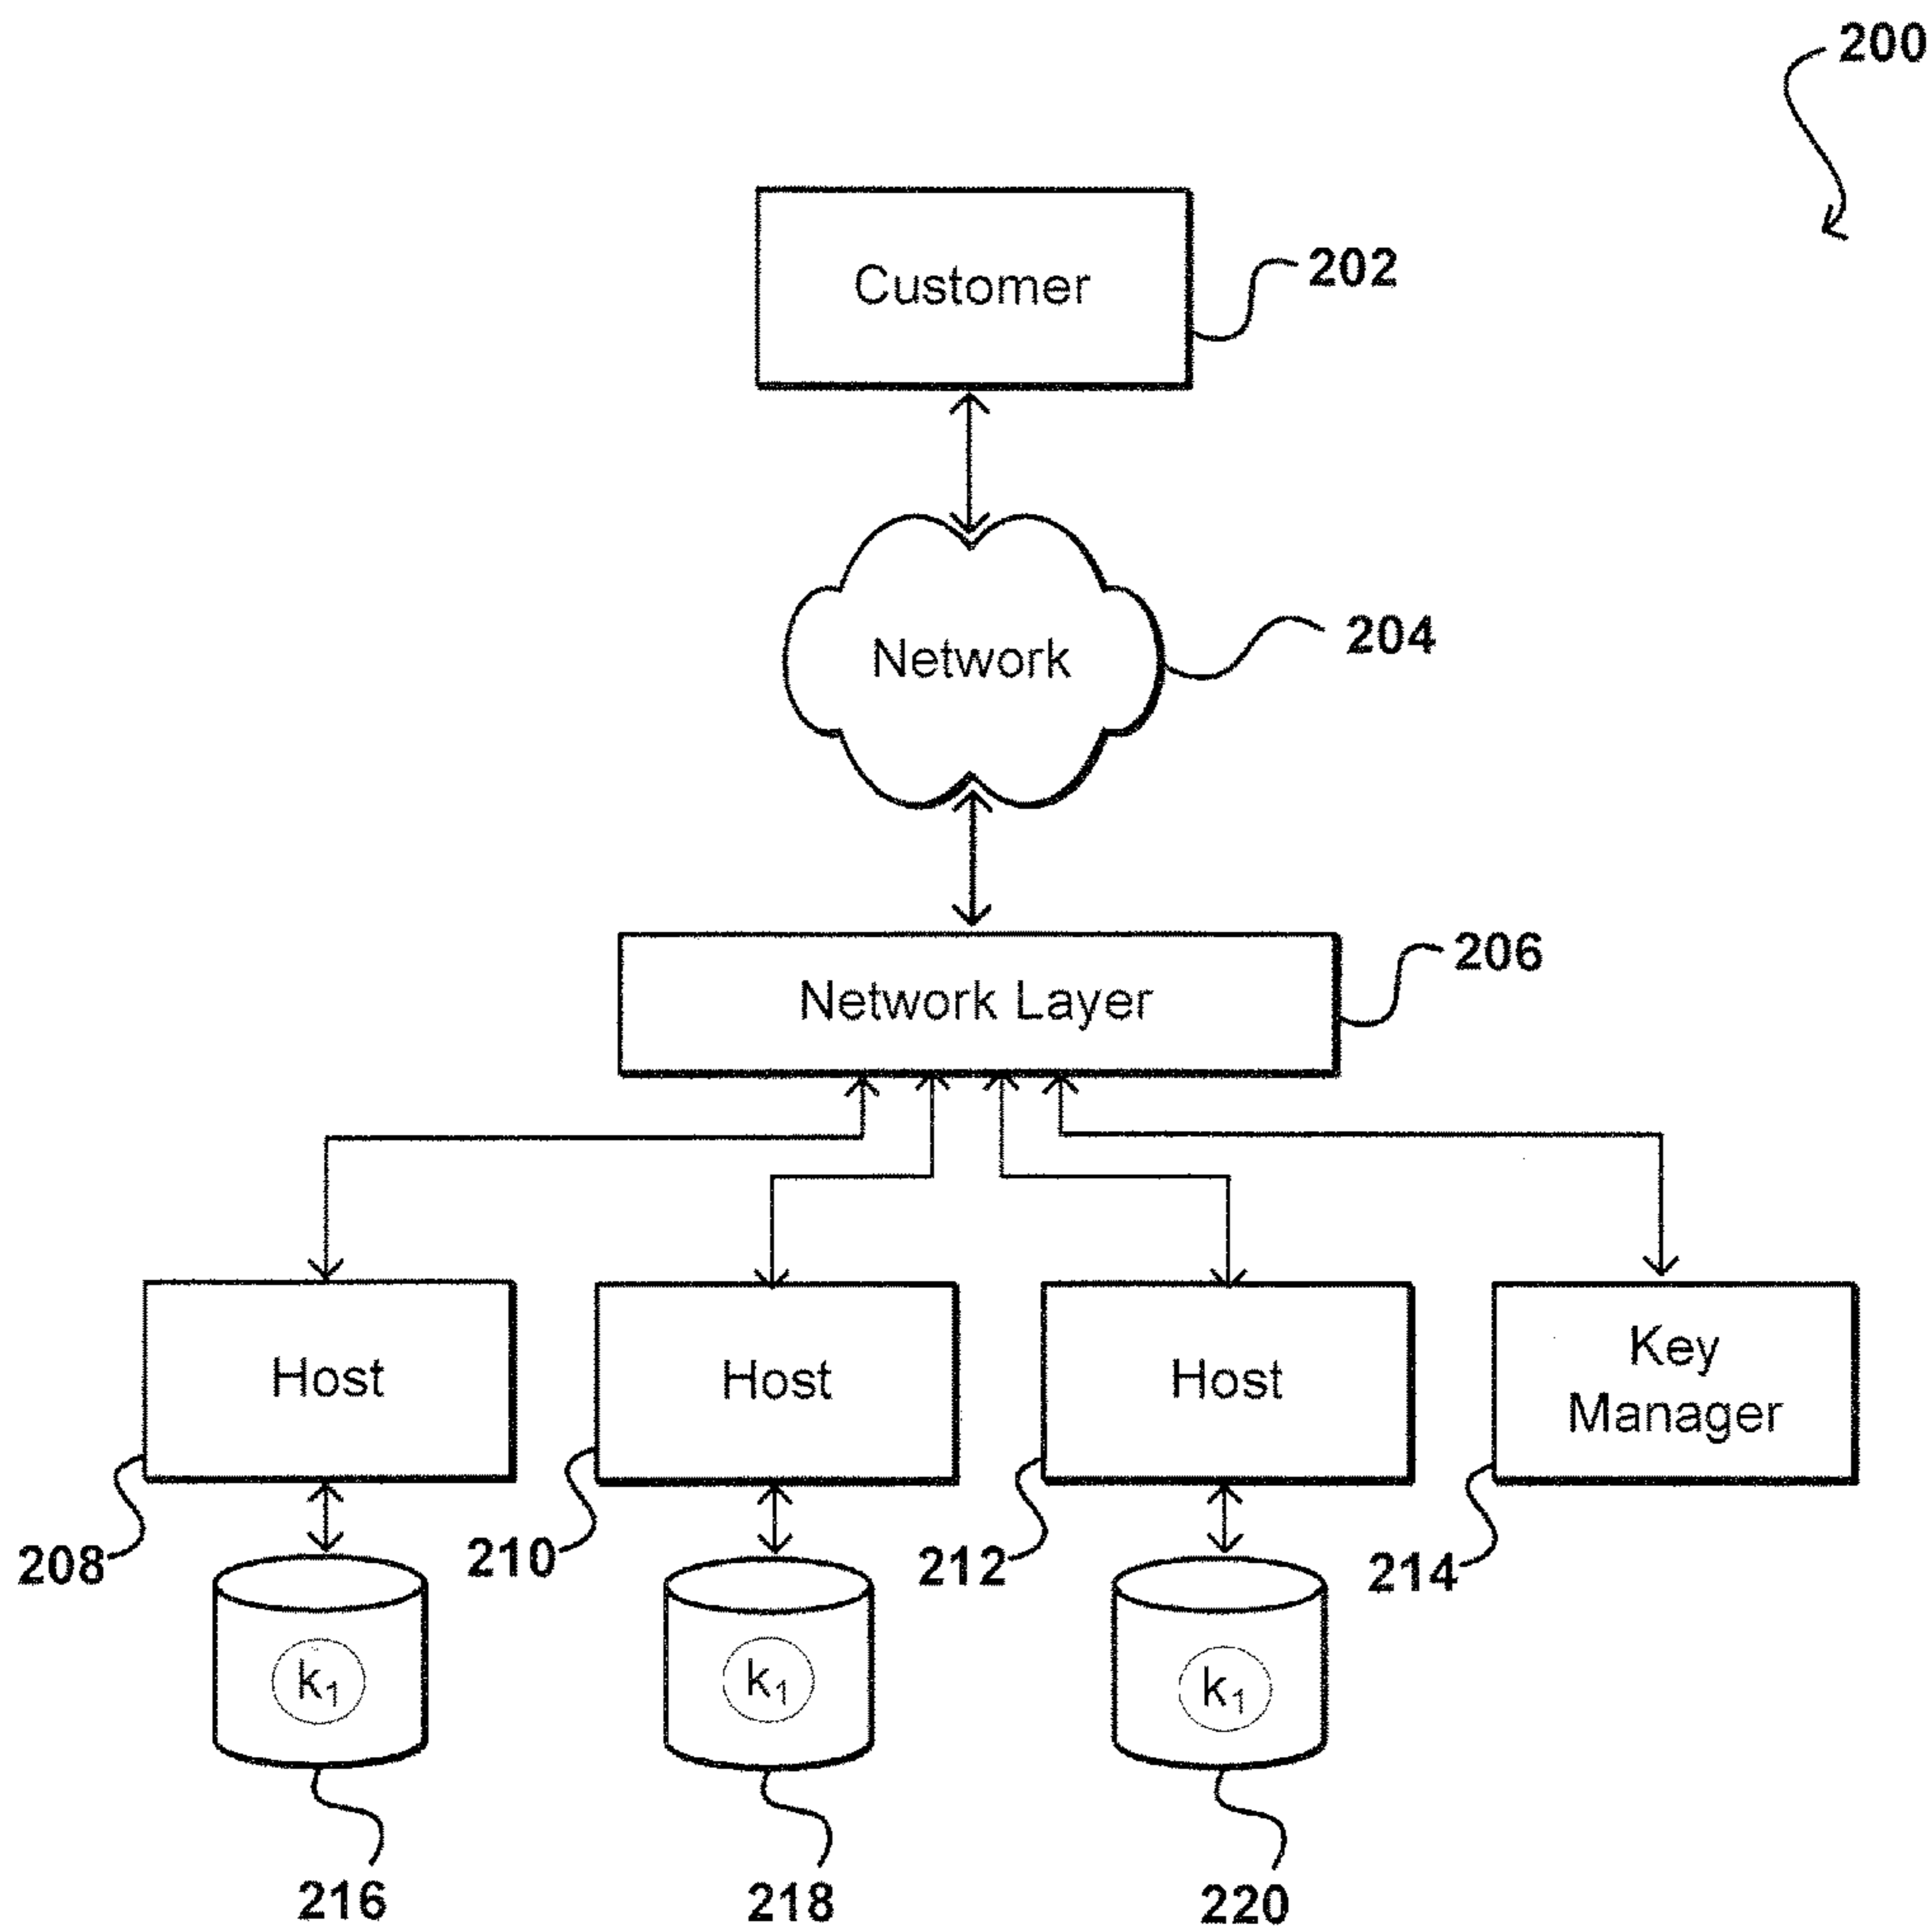 200
Customer
202
Network
204
Network Layer
206
Host
Host
Host
Key
Manager
208
210
212
214
k₁
k₁
k₁
216
218
220